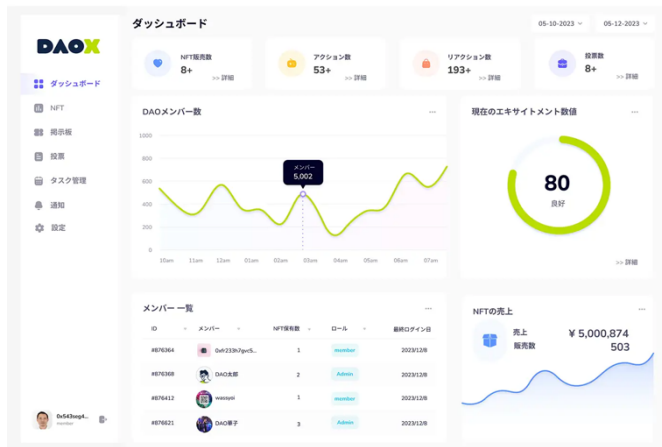 DAOX
ダッシュボード
NFT
掲示板
投票
タスク管理
通知
設定
0x543seg4...
member
ダッシュボード
05-10-2023
05-12-2023
NFT販売数
8+
>> 詳細
アクション数
53+
>> 詳細
リアクション数
193+
>> 詳細
投票数
8+
>> 詳細
DAOメンバー数
...
1000
800
600
400
200
0
メンバー
5,002
10am 11am 12am 01am 02am 03am 04am 05am 06am 07am
現在のエキサイトメント数値
...
80
良好
>> 詳細
メンバー 一覧
...
ID メンバー NFT保有数 ロール 最終ログイン日
#876364 0xfr233h7gvc5... 1 member 2023/12/8
#876368 DAO太郎 2 Admin 2023/12/8
#876412 wassyoi 1 member 2023/12/8
#876621 DAO華子 3 Admin 2023/12/8
NFTの売上
...
売上 ¥ 5,000,874
販売数 503